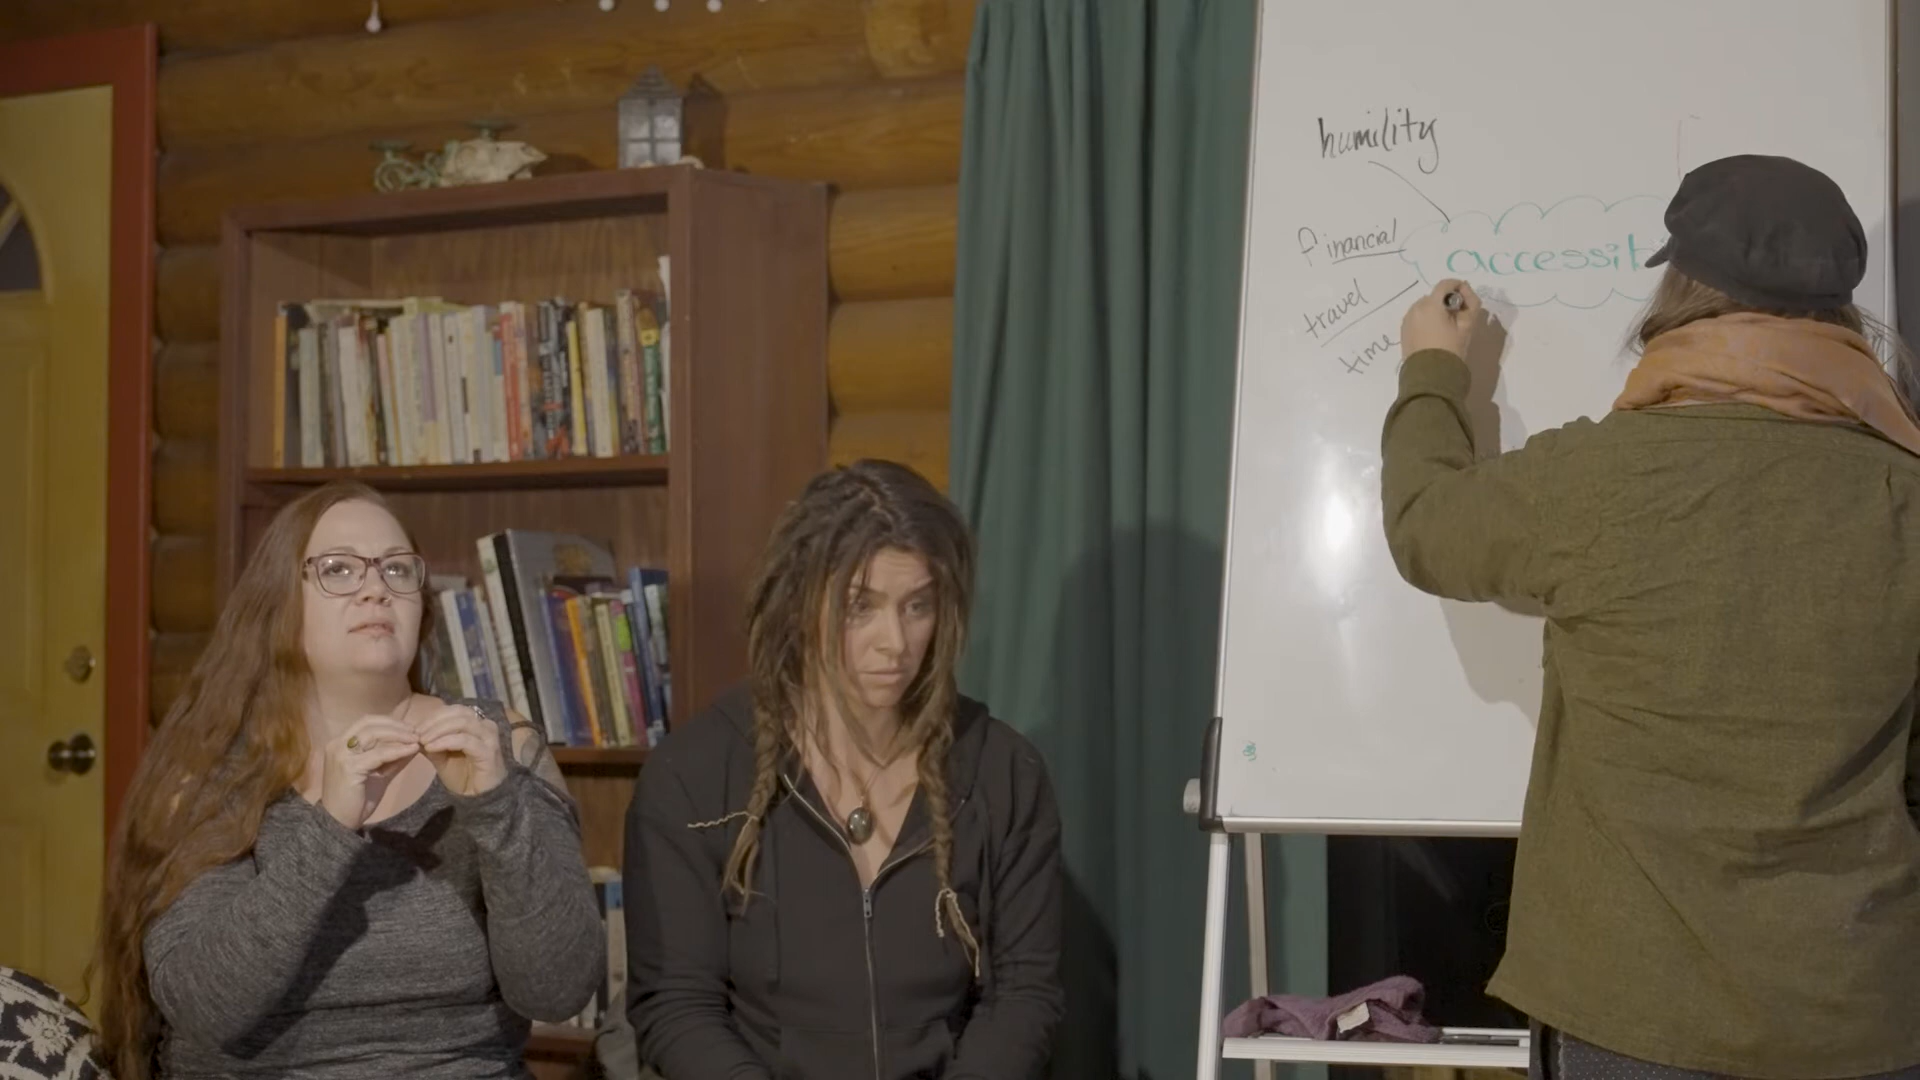 humility
financial
accessib
travel
time